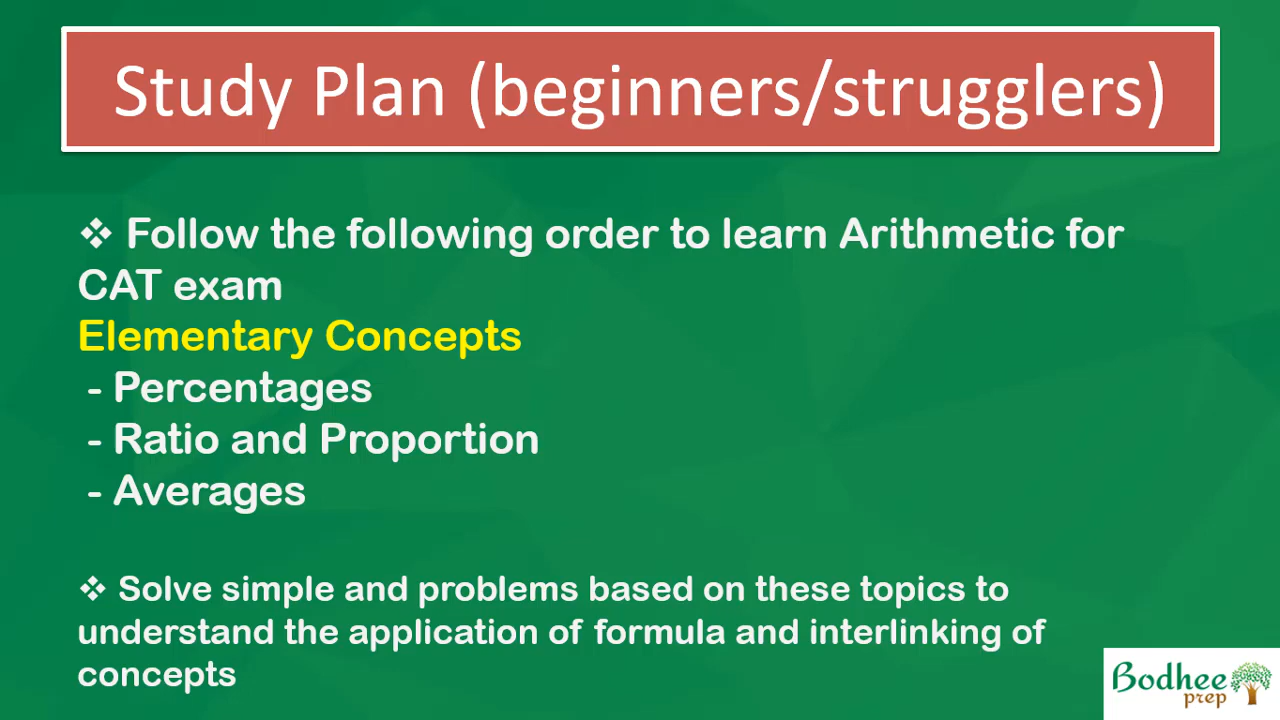 Study Plan (beginners/strugglers)
❖ Follow the following order to learn Arithmetic for
CAT exam
Elementary Concepts
- Percentages
- Ratio and Proportion
- Averages
❖ Solve simple and problems based on these topics to
understand the application of formula and interlinking of
concepts
Bodhee
prep